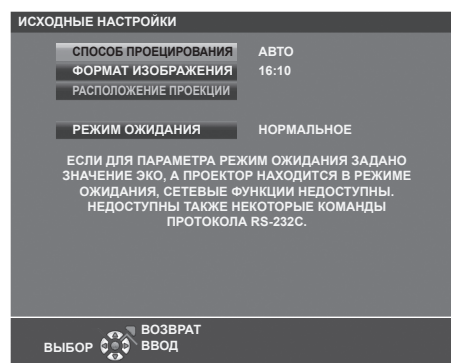 ИСХОДНЫЕ НАСТРОЙКИ
СПОСОБ ПРОЕЦИРОВАНИЯ АВТО
ФОРМАТ ИЗОБРАЖЕНИЯ 16:10
РАСПОЛОЖЕНИЕ ПРОЕКЦИИ
РЕЖИМ ОЖИДАНИЯ НОРМАЛЬНОЕ
ЕСЛИ ДЛЯ ПАРАМЕТРА РЕЖИМ ОЖИДАНИЯ ЗАДАНО
ЗНАЧЕНИЕ ЭКО, А ПРОЕКТОР НАХОДИТСЯ В РЕЖИМЕ
ОЖИДАНИЯ, СЕТЕВЫЕ ФУНКЦИИ НЕДОСТУПНЫ.
НЕДОСТУПНЫ ТАКЖЕ НЕКОТОРЫЕ КОМАНДЫ
ПРОТОКОЛА RS-232C.
ВОЗВРАТ
ВЫБОР ВВОД